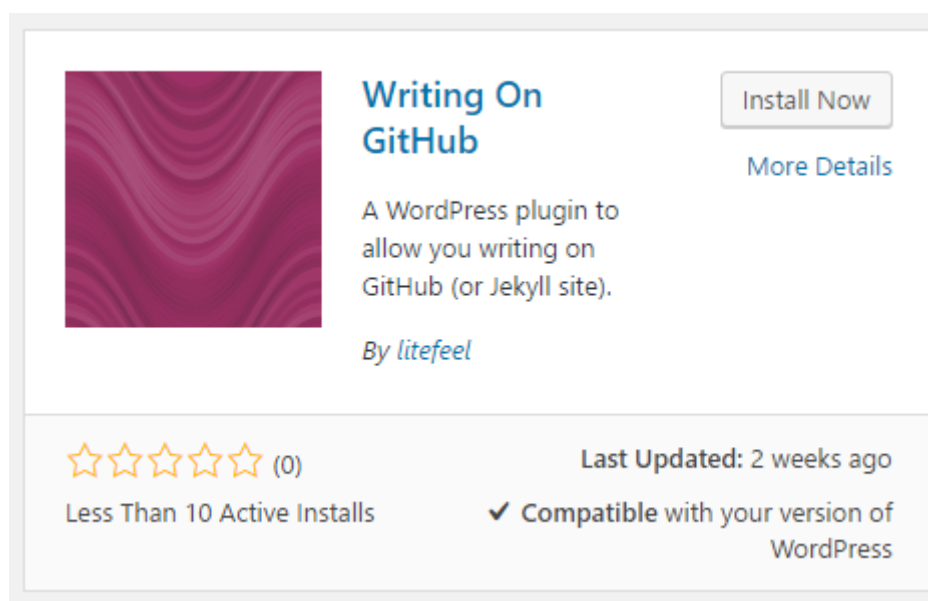 Writing On
GitHub
Install Now
More Details
A WordPress plugin to
allow you writing on
GitHub (or Jekyll site).
By litefeel
(0)
Less Than 10 Active Installs
Last Updated: 2 weeks ago
✔ Compatible with your version of
WordPress